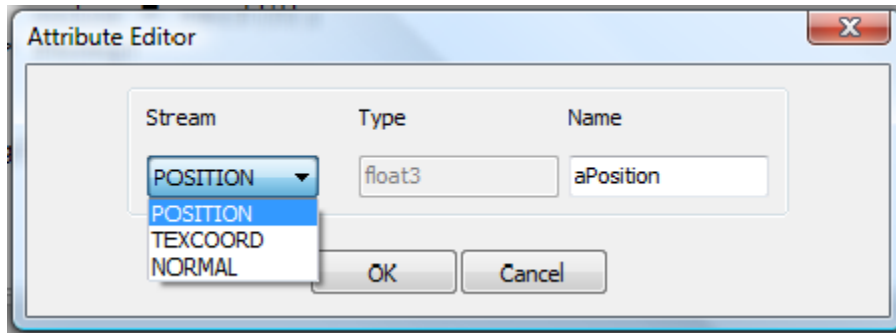 Attribute Editor
Stream Type Name
POSITION float3 aPosition
POSITION
TEXCOORD
NORMAL
OK Cancel